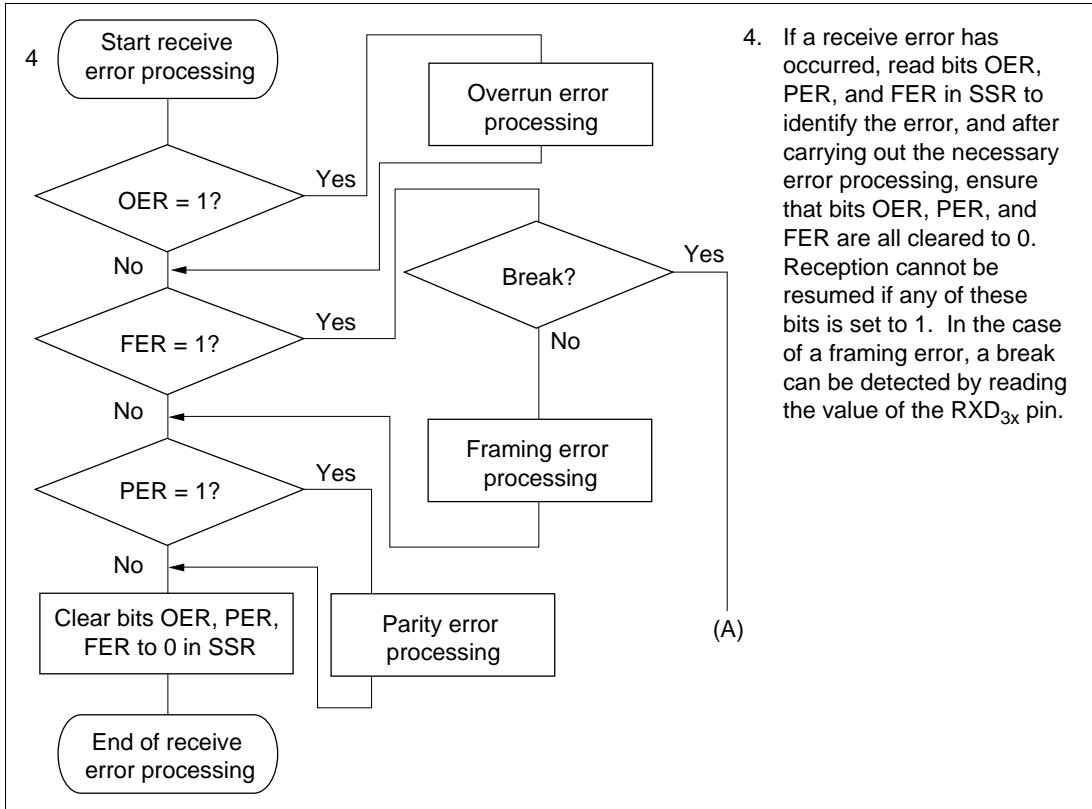 4
Start receive
error processing
OER = 1?
Yes
No
Overrun error
processing
FER = 1?
Yes
No
Break?
Yes
No
Framing error
processing
PER = 1?
Yes
No
Parity error
processing
(A)
Clear bits OER, PER,
FER to 0 in SSR
End of receive
error processing
4. If a receive error has
occurred, read bits OER,
PER, and FER in SSR to
identify the error, and after
carrying out the necessary
error processing, ensure
that bits OER, PER, and
FER are all cleared to 0.
Reception cannot be
resumed if any of these
bits is set to 1. In the case
of a framing error, a break
can be detected by reading
the value of the RXD3x pin.